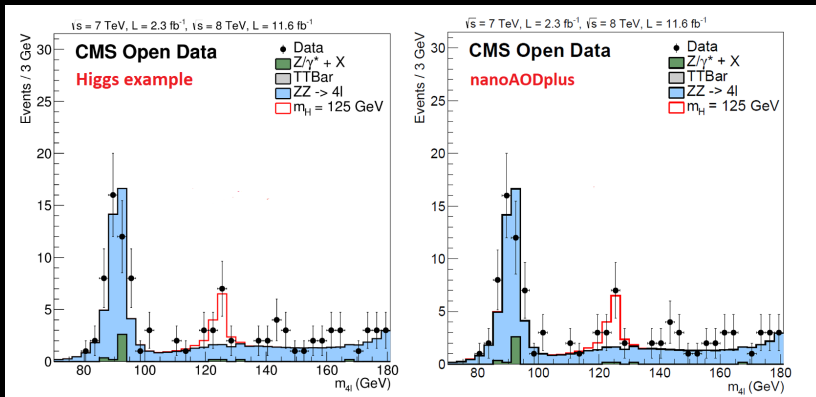 √s = 7 TeV, L = 2.3 fb⁻¹, √s = 8 TeV, L = 11.6 fb⁻¹
CMS Open Data
Higgs example
Data
Z/γ* + X
TTBar
ZZ -> 4l
m_H = 125 GeV
Events / 3 GeV
30
25
20
15
10
5
0
80 100 120 140 160 180
m_4l (GeV)
√s = 7 TeV, L = 2.3 fb⁻¹, √s = 8 TeV, L = 11.6 fb⁻¹
CMS Open Data
nanoAODplus
Data
Z/γ* + X
TTBar
ZZ -> 4l
m_H = 125 GeV
Events / 3 GeV
30
25
20
15
10
5
0
80 100 120 140 160 180
m_4l (GeV)